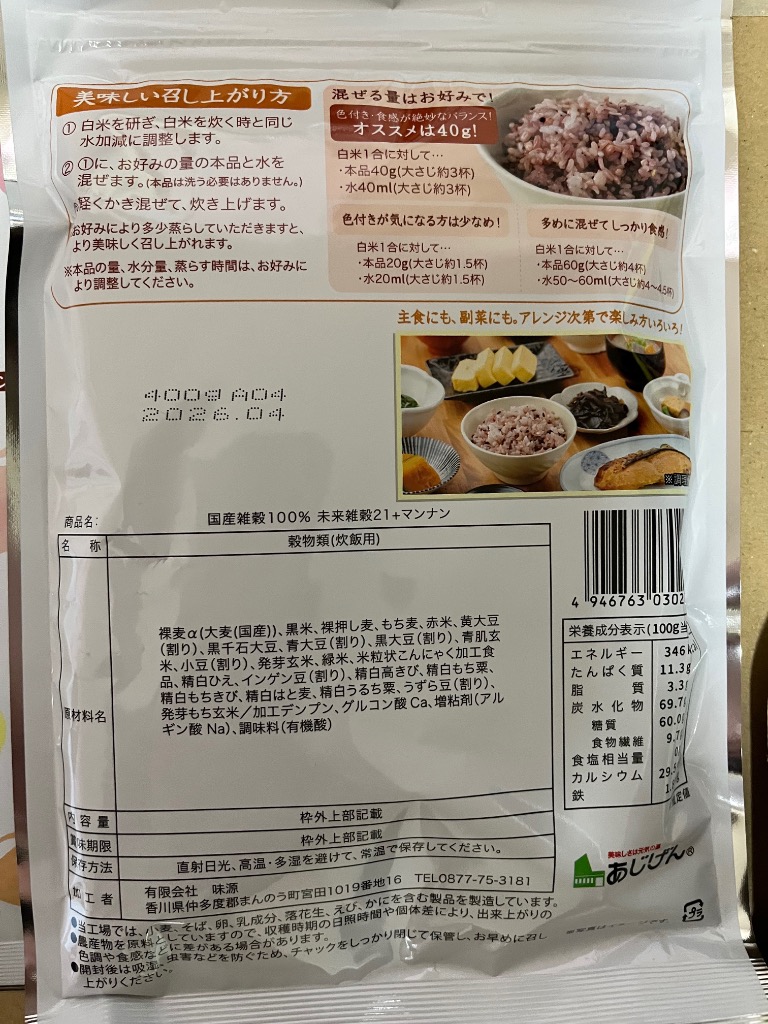 美味しい召し上がり方
① 白米を研ぎ、白米を炊く時と同じ
水加減に調整します。
② ①に、お好みの量の本品と水を
混ぜます。(本品は洗う必要はありません。)
軽くかき混ぜて、炊き上げます。
お好みにより多少蒸らしていただきますと、
より美味しく召し上がれます。
※本品の量、水分量、蒸らす時間は、お好みに
より調整してください。
混ぜる量はお好みで!
色付き・食感が絶妙なバランス!
オススメは40g!
白米1合に対して…
・本品40g(大さじ約3杯)
・水40ml(大さじ約3杯)
色付きが気になる方は少なめ!
白米1合に対して…
・本品20g(大さじ約1.5杯)
・水20ml(大さじ約1.5杯)
多めに混ぜてしっかり食感!
白米1合に対して…
・本品60g(大さじ約4杯)
・水50〜60ml(大さじ約4〜4.5杯)
主食にも、副菜にも。アレンジ次第で楽しみ方いろいろ!
400g A04
2026.04
※調理
商品名: 国産雑穀100% 未来雑穀21+マンナン
名称 穀物類(炊飯用)
原材料名
裸麦α(大麦(国産))、黒米、裸押し麦、もち麦、赤米、黄大豆
(割り)、黒千石大豆、青大豆(割り)、黒大豆(割り)、青肌玄
米、小豆(割り)、発芽玄米、緑米、米粒状こんにゃく加工食
品、精白ひえ、インゲン豆(割り)、精白高きび、精白もち粟、
精白もちきび、精白はと麦、精白うるち粟、うずら豆(割り)、
発芽もち玄米/加工デンプン、グルコン酸 Ca、増粘剤(アル
ギン酸 Na)、調味料(有機酸)
内容量 枠外上部記載
賞味期限 枠外上部記載
保存方法 直射日光、高温・多湿を避けて、常温で保存してください。
加工者 有限会社 味源 TEL0877-75-3181
香川県仲多度郡まんのう町宮田1019番地16
●当工場では、小麦、そば、卵、乳成分、落花生、えび、かにを含む製品を製造しています。
●農産物を原料としていますので、収穫時期の日照時間や個体差により、出来上がりの
色調や食感などに差がある場合があります。
●開封後は吸湿、虫害などを防ぐため、チャックをしっかり閉じて保管し、お早めに召し
上がりください。
4 946763 0302
栄養成分表示(100g当
エネルギー 346
たんぱく質 11.3g
脂質 3.3
炭水化物 69.7
糖質 60.0
食物繊維 9.7
食塩相当量
カルシウム 29.
鉄
定値
美味しさは元気の源
あじげん®
プラ